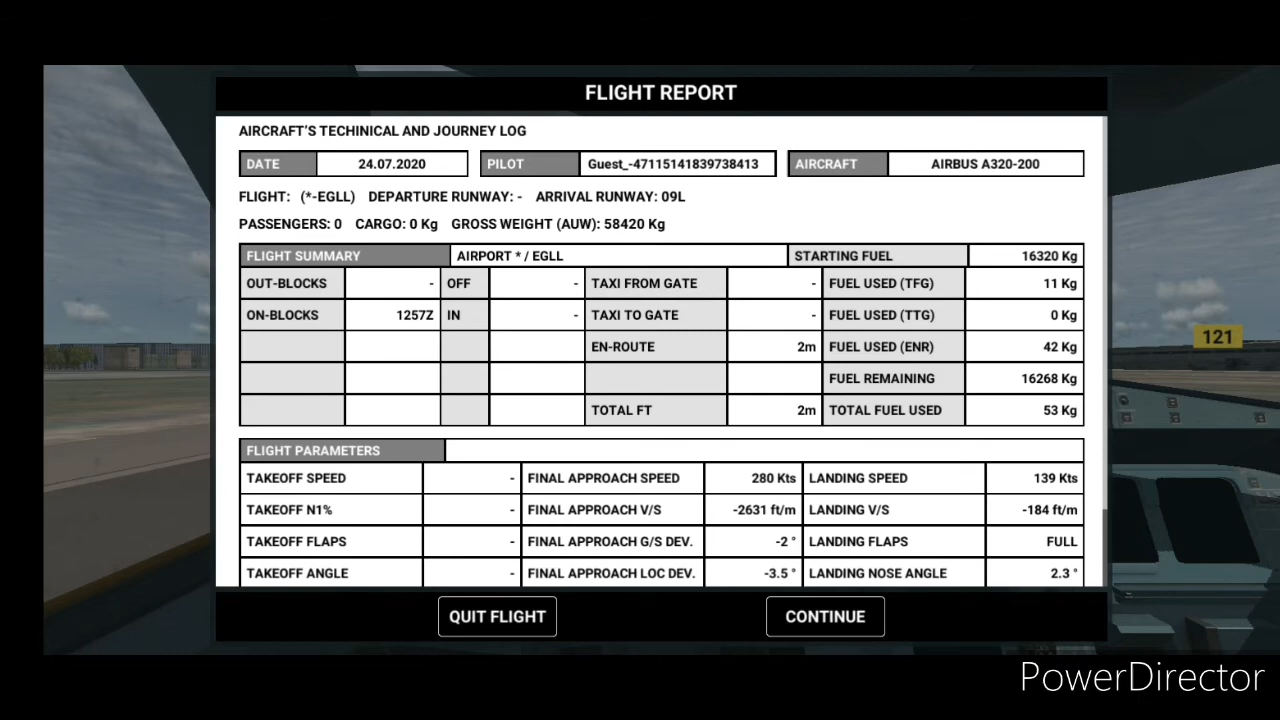 FLIGHT REPORT
AIRCRAFT'S TECHINICAL AND JOURNEY LOG
DATE 24.07.2020 PILOT Guest_-47115141839738413 AIRCRAFT AIRBUS A320-200
FLIGHT: (*-EGLL) DEPARTURE RUNWAY: - ARRIVAL RUNWAY: 09L
PASSENGERS: 0 CARGO: 0 Kg GROSS WEIGHT (AUW): 58420 Kg
FLIGHT SUMMARY AIRPORT * / EGLL STARTING FUEL 16320 Kg
OUT-BLOCKS - OFF - TAXI FROM GATE - FUEL USED (TFG) 11 Kg
ON-BLOCKS 1257Z IN - TAXI TO GATE - FUEL USED (TTG) 0 Kg
EN-ROUTE 2m FUEL USED (ENR) 42 Kg
FUEL REMAINING 16268 Kg
TOTAL FT 2m TOTAL FUEL USED 53 Kg
FLIGHT PARAMETERS
TAKEOFF SPEED - FINAL APPROACH SPEED 280 Kts LANDING SPEED 139 Kts
TAKEOFF N1% - FINAL APPROACH V/S -2631 ft/m LANDING V/S -184 ft/m
TAKEOFF FLAPS - FINAL APPROACH G/S DEV. -2 ° LANDING FLAPS FULL
TAKEOFF ANGLE - FINAL APPROACH LOC DEV. -3.5 ° LANDING NOSE ANGLE 2.3 °
QUIT FLIGHT CONTINUE
121
PowerDirector